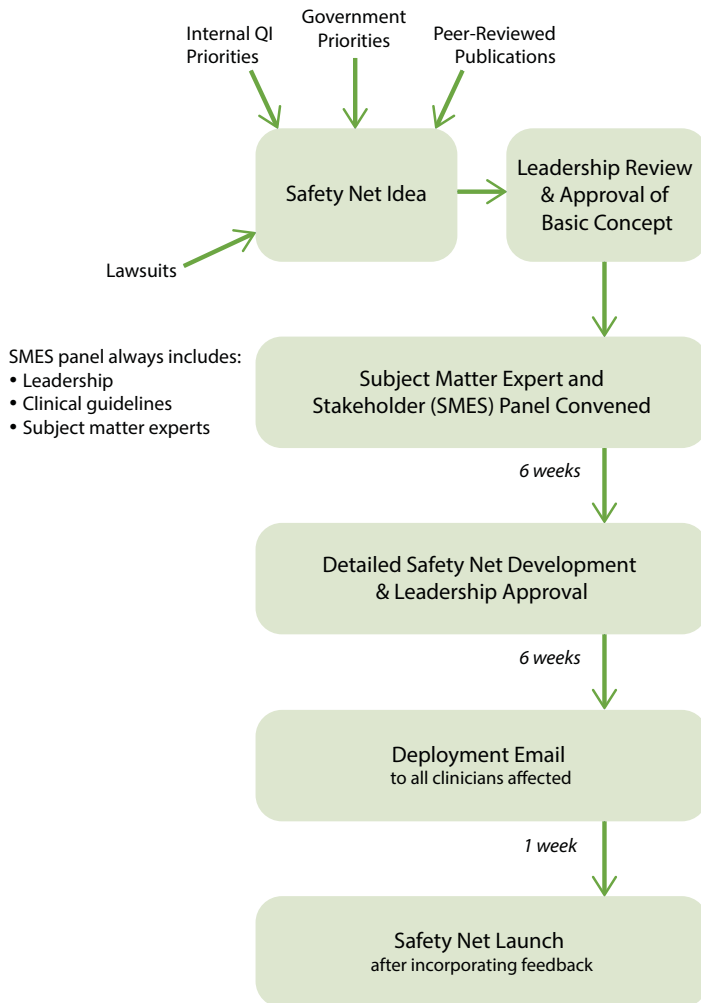 Internal QI
Priorities
Government
Priorities
Peer-Reviewed
Publications
Safety Net Idea
Leadership Review
& Approval of
Basic Concept
Lawsuits
SMES panel always includes:
• Leadership
• Clinical guidelines
• Subject matter experts
Subject Matter Expert and
Stakeholder (SMES) Panel Convened
6 weeks
Detailed Safety Net Development
& Leadership Approval
6 weeks
Deployment Email
to all clinicians affected
1 week
Safety Net Launch
after incorporating feedback